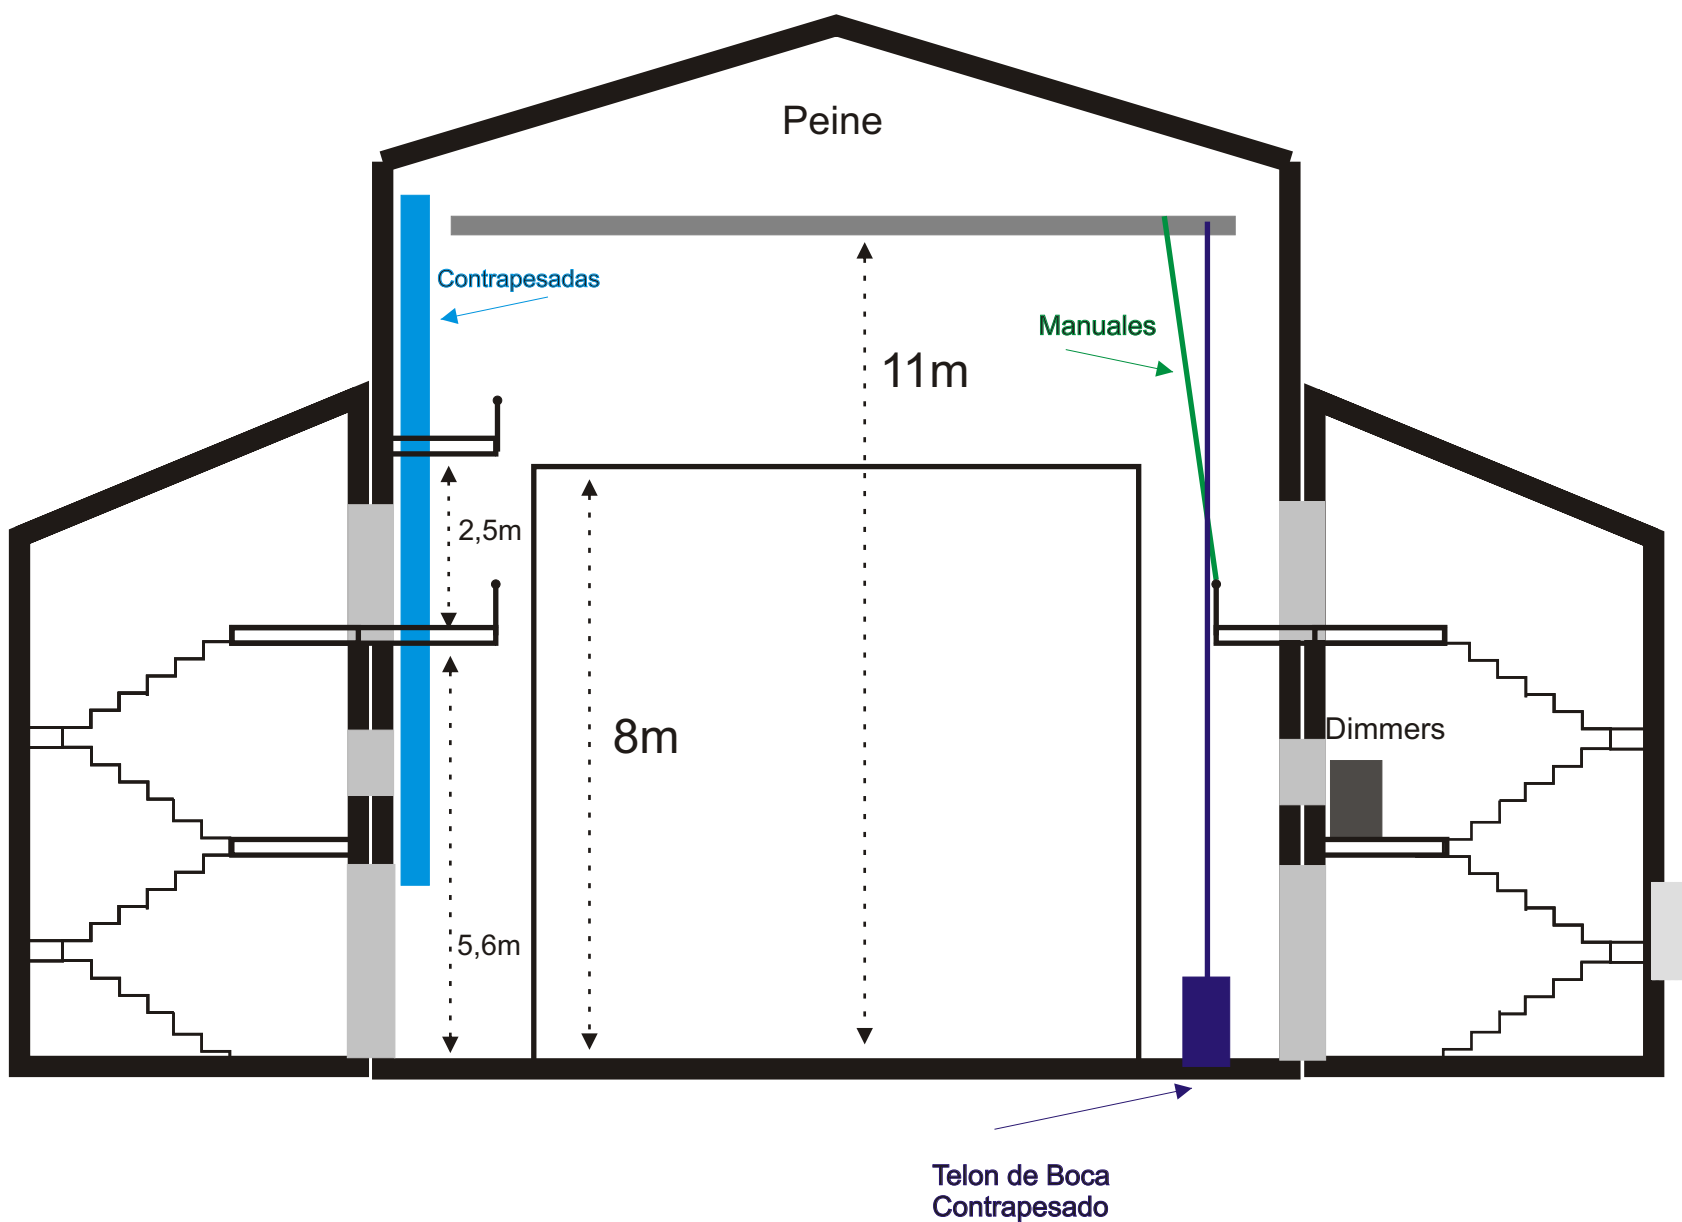 Peine
Contrapesadas
Manuales
11m
2,5m
8m
Dimmers
5,6m
Telon de Boca
Contrapesado